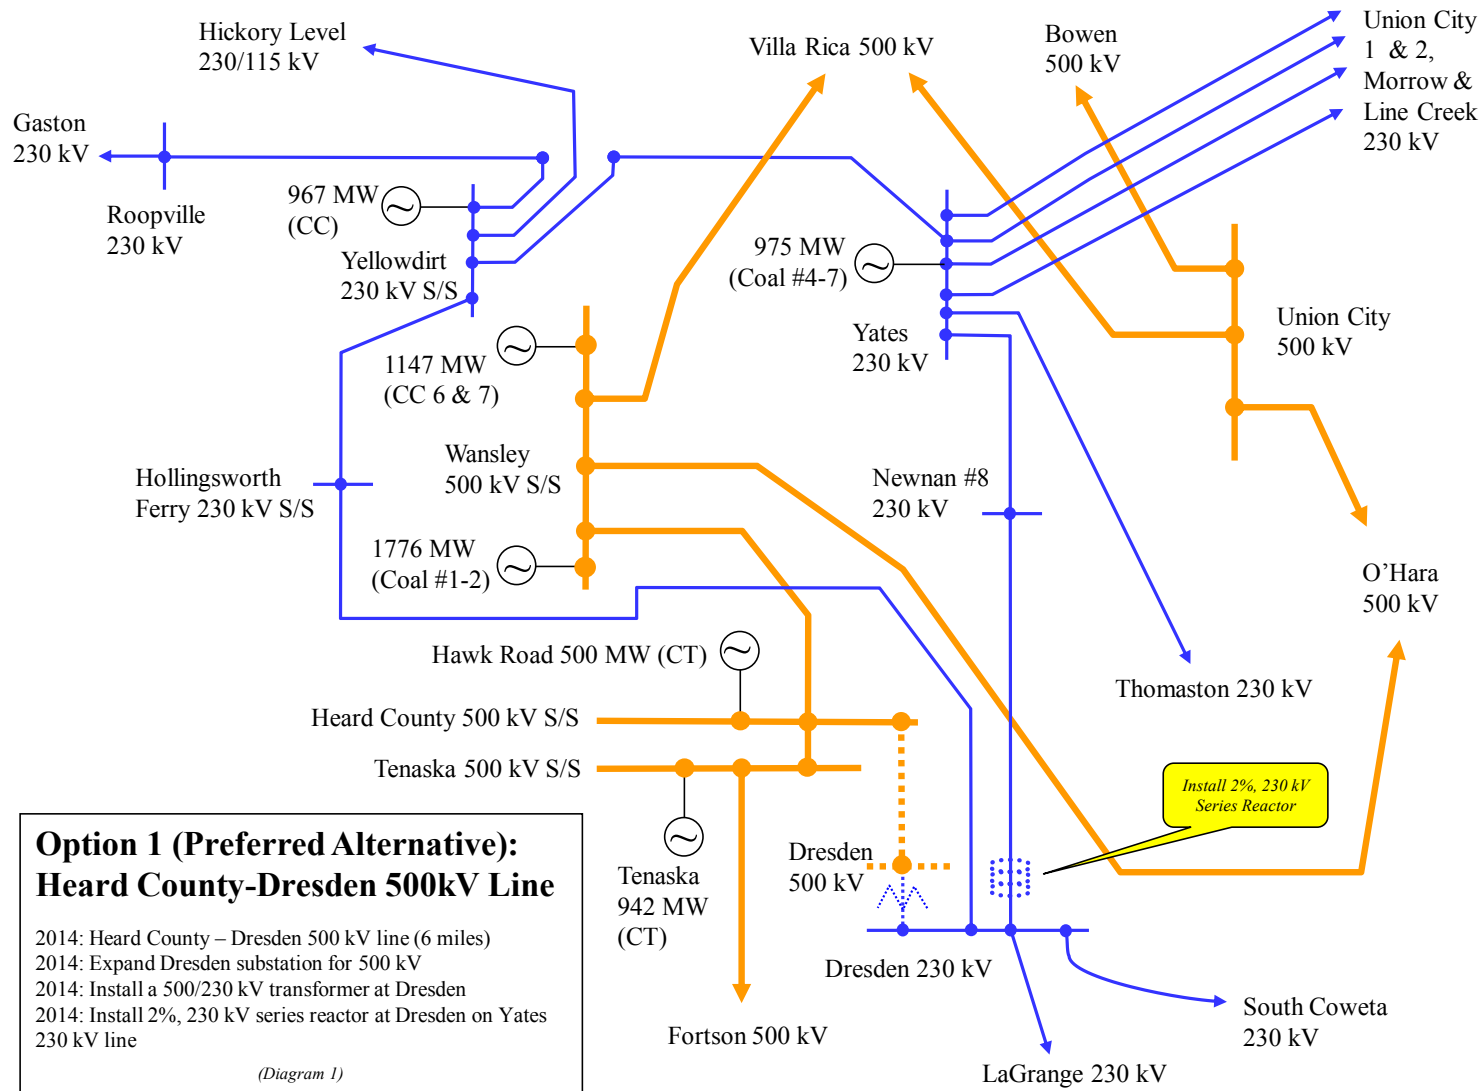 Hickory Level
230/115 kV
Villa Rica 500 kV
Bowen
500 kV
Union City
1 & 2,
Morrow &
Line Creek
230 kV
Gaston
230 kV
Roopville
230 kV
967 MW
(CC)
Yellowdirt
230 kV S/S
975 MW
(Coal #4-7)
Yates
230 kV
Union City
500 kV
1147 MW
(CC 6 & 7)
Wansley
500 kV S/S
Hollingsworth
Ferry 230 kV S/S
Newnan #8
230 kV
1776 MW
(Coal #1-2)
O’Hara
500 kV
Hawk Road 500 MW (CT)
Thomaston 230 kV
Heard County 500 kV S/S
Tenaska 500 kV S/S
Install 2%, 230 kV
Series Reactor
Dresden
500 kV
Tenaska
942 MW
(CT)
Dresden 230 kV
South Coweta
230 kV
Fortson 500 kV
LaGrange 230 kV
Option 1 (Preferred Alternative):
Heard County-Dresden 500kV Line
2014: Heard County – Dresden 500 kV line (6 miles)
2014: Expand Dresden substation for 500 kV
2014: Install a 500/230 kV transformer at Dresden
2014: Install 2%, 230 kV series reactor at Dresden on Yates
230 kV line
(Diagram 1)